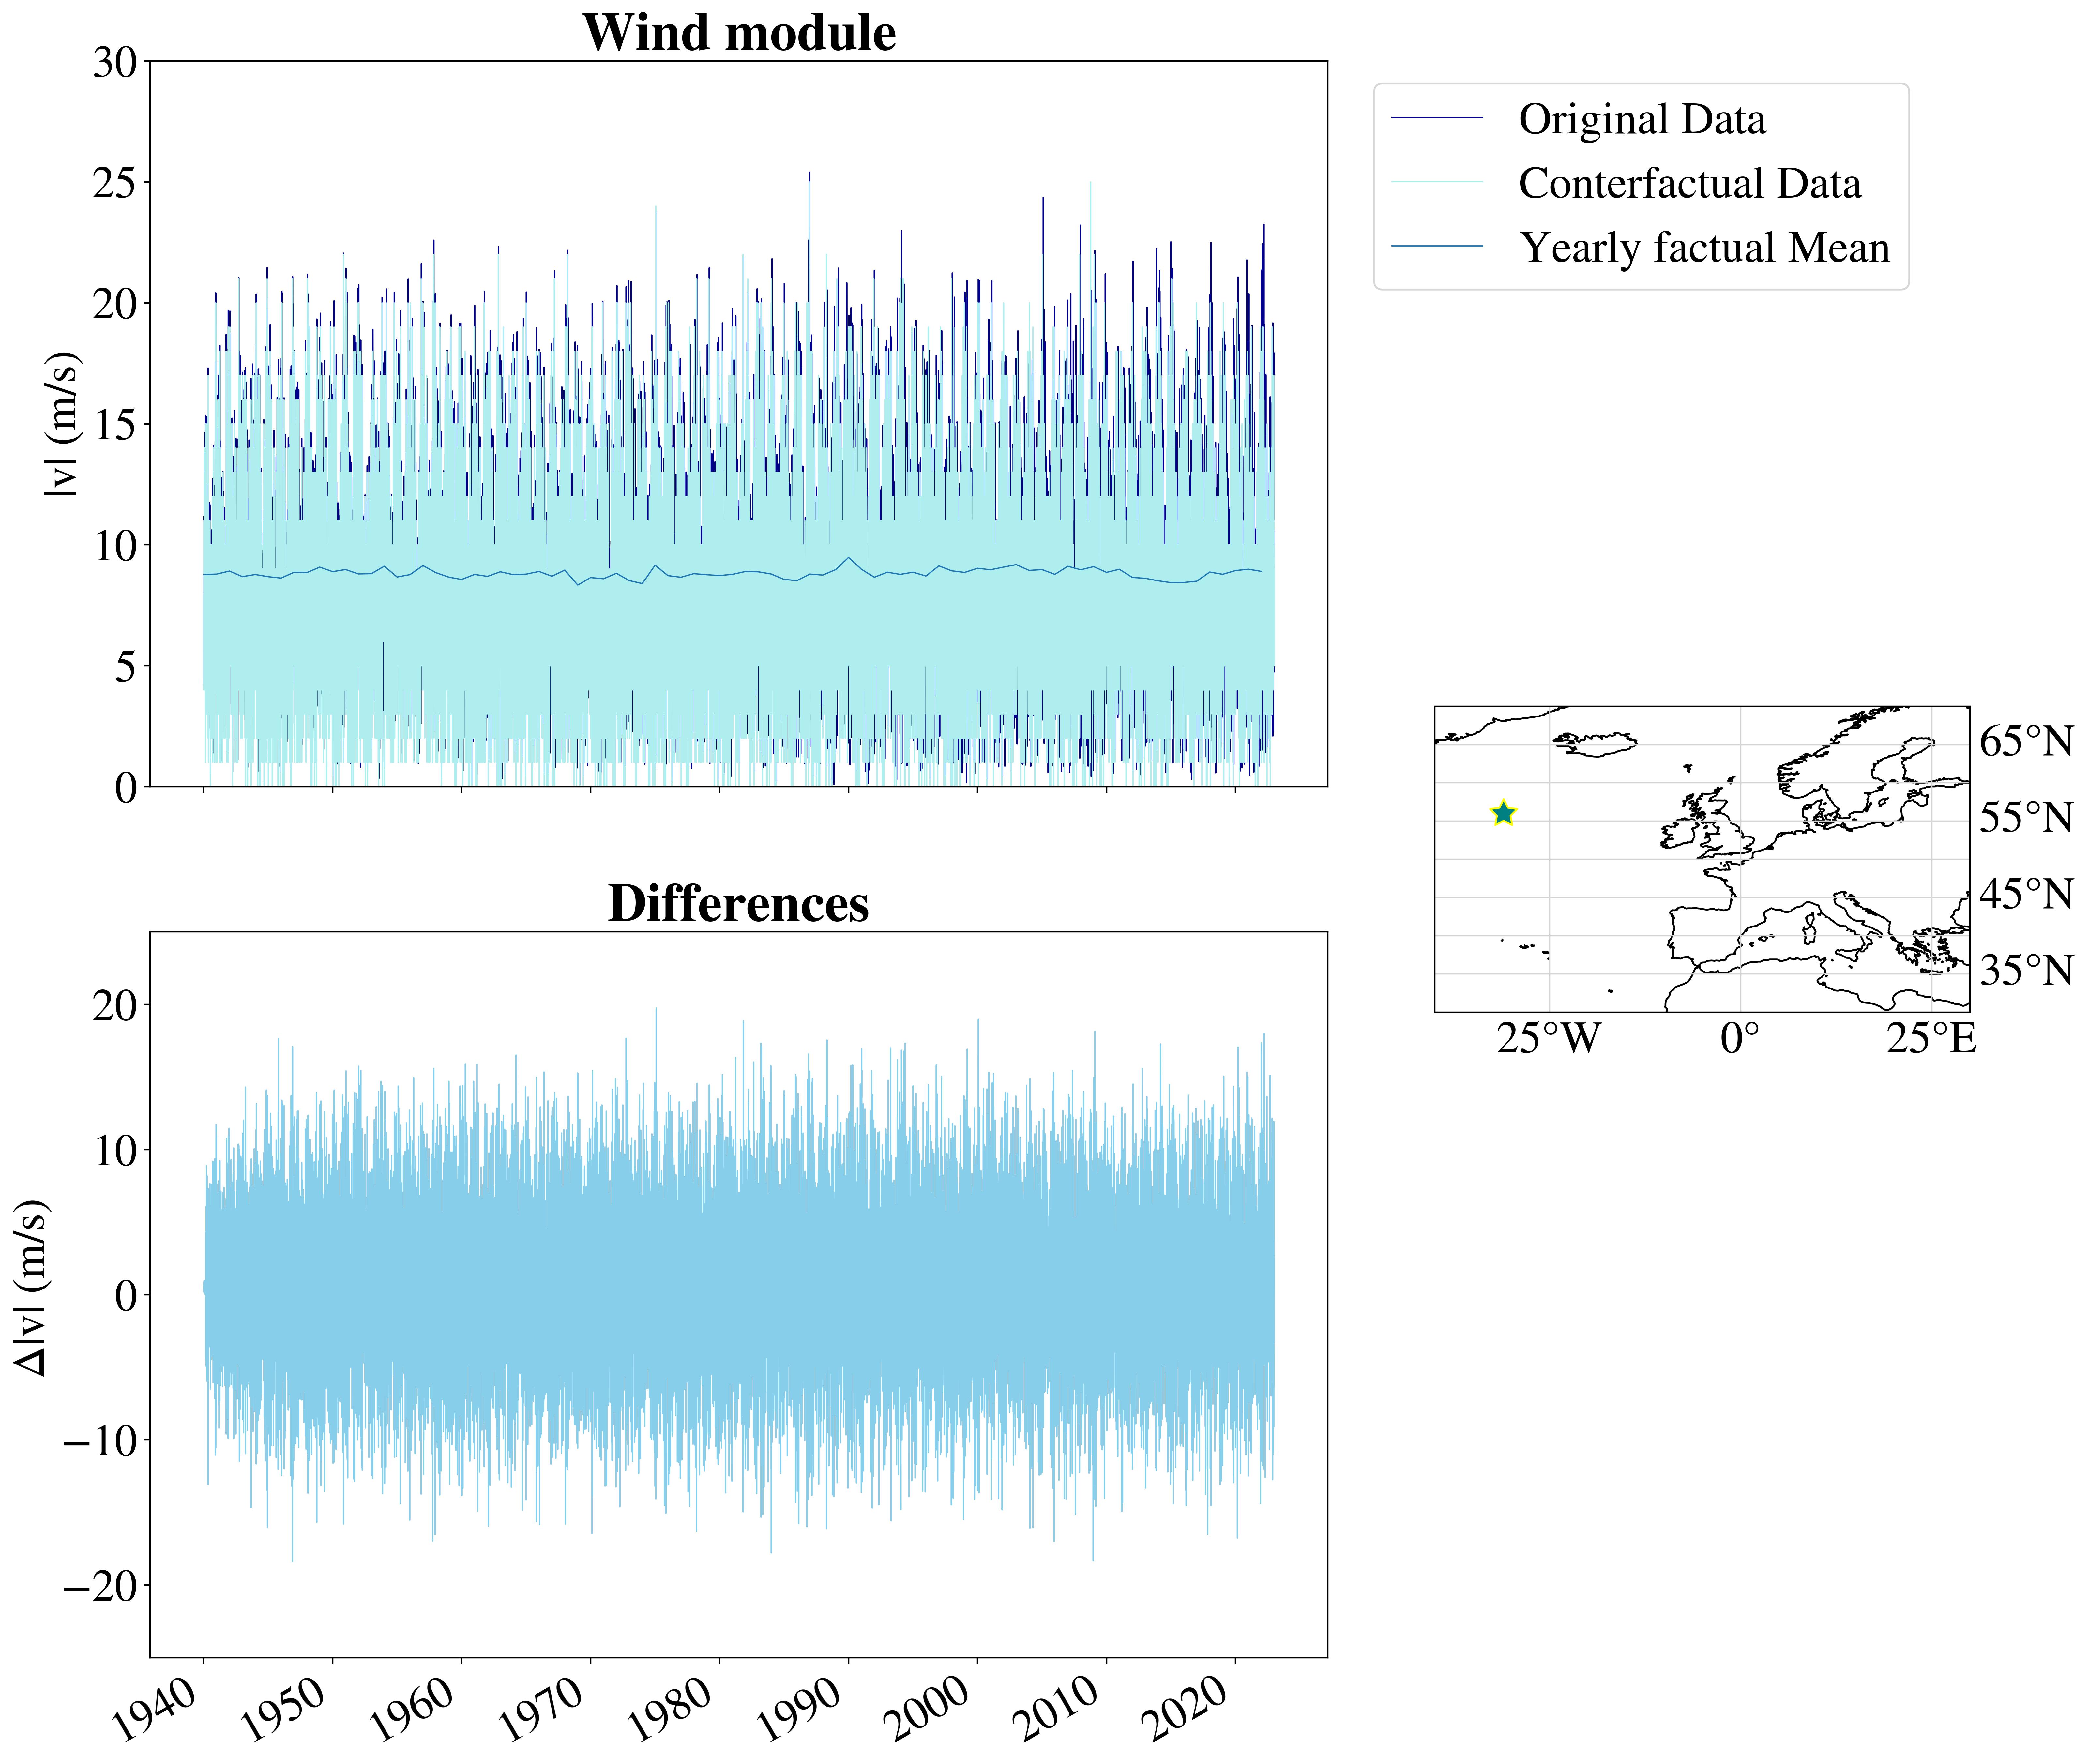 Wind module
30
25
20
15
10
5
0
|v| (m/s)
Original Data
Conterfactual Data
Yearly factual Mean
65°N
55°N
45°N
35°N
25°W 0° 25°E
Differences
20
10
0
−10
−20
Δ|v| (m/s)
1940 1950 1960 1970 1980 1990 2000 2010 2020